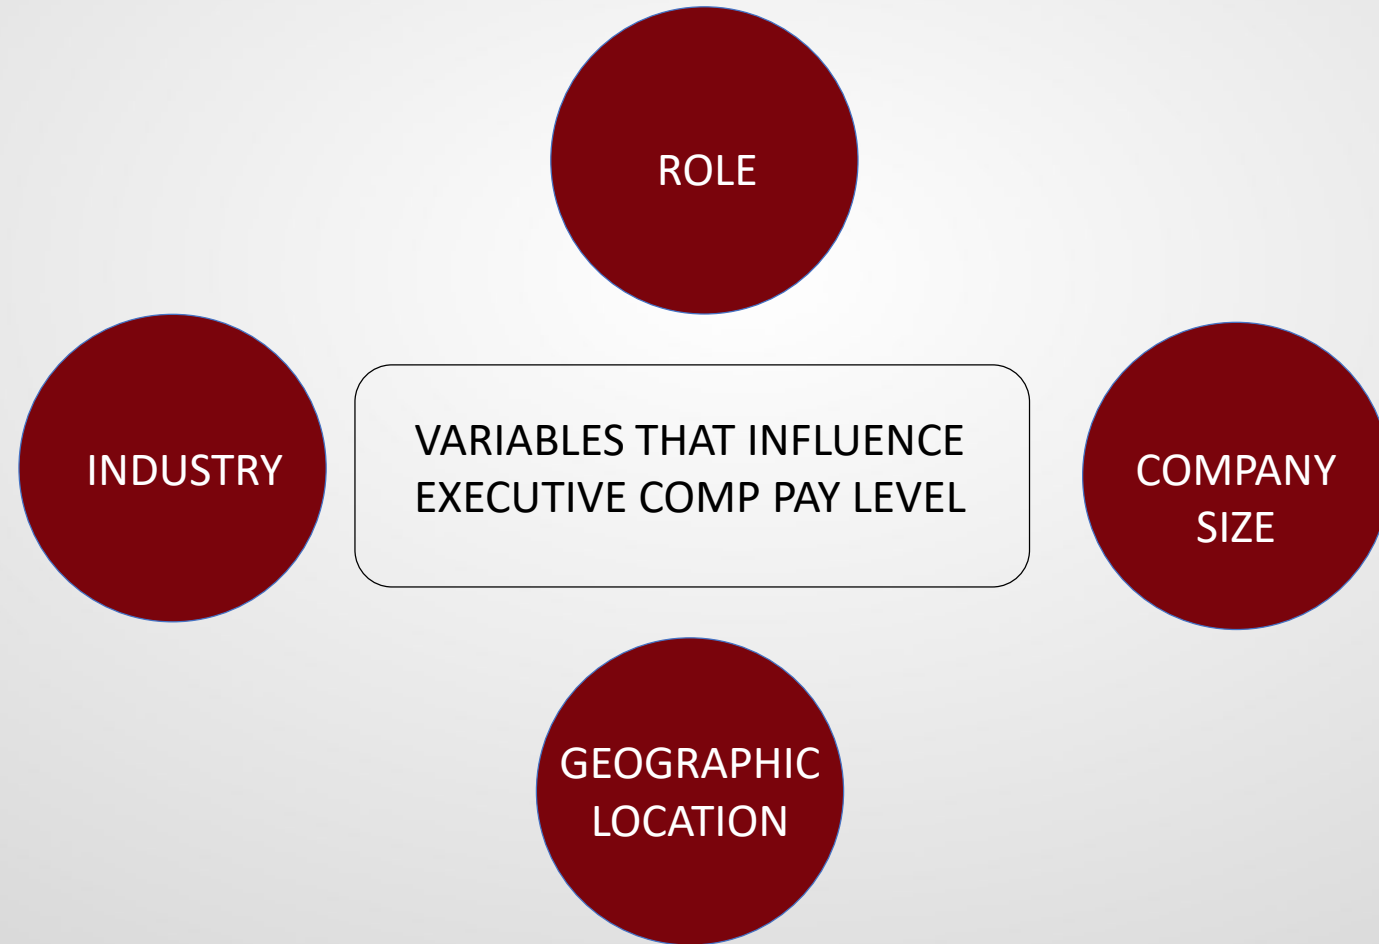 ROLE
INDUSTRY
VARIABLES THAT INFLUENCE
EXECUTIVE COMP PAY LEVEL
COMPANY
SIZE
GEOGRAPHIC
LOCATION